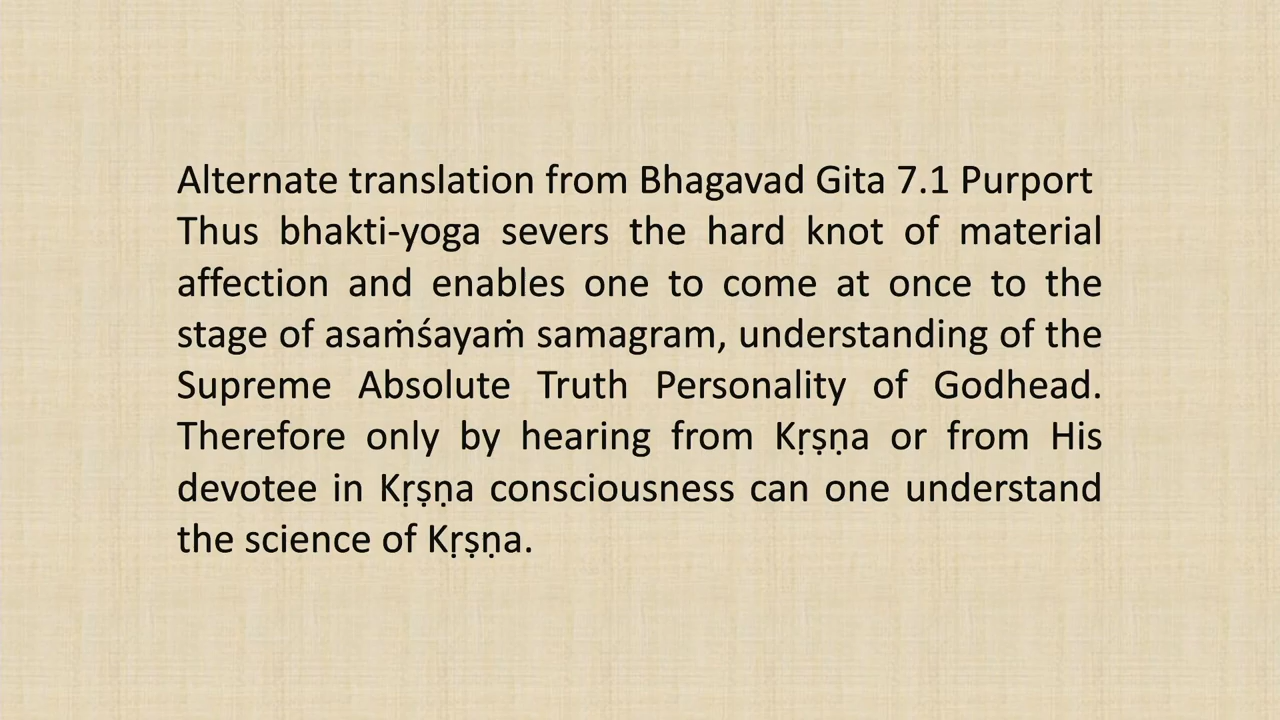 Alternate translation from Bhagavad Gita 7.1 Purport
Thus bhakti-yoga severs the hard knot of material
affection and enables one to come at once to the
stage of asaṁśayaṁ samagram, understanding of the
Supreme Absolute Truth Personality of Godhead.
Therefore only by hearing from Kṛṣṇa or from His
devotee in Kṛṣṇa consciousness can one understand
the science of Kṛṣṇa.